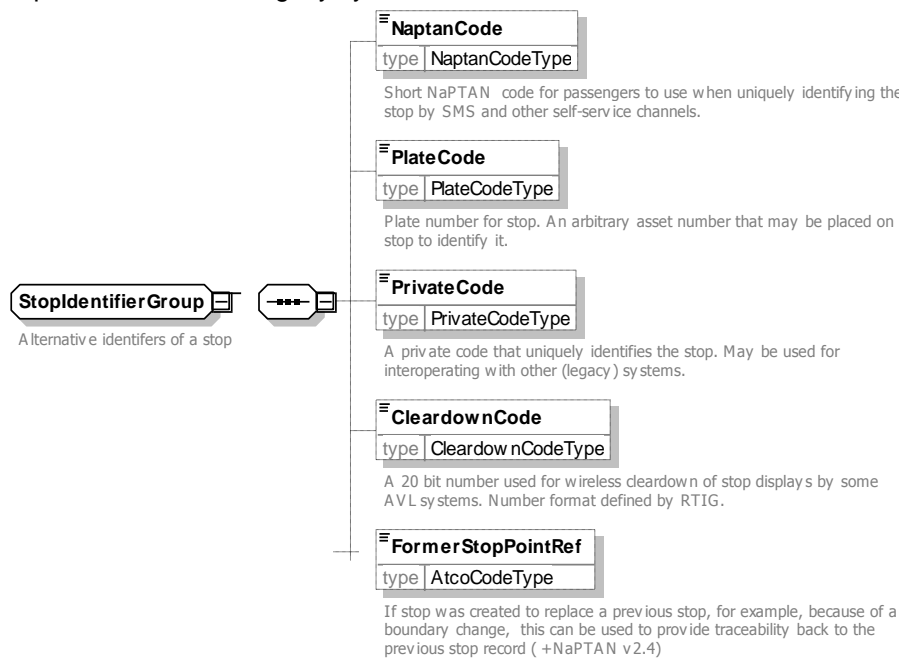 NaptanCode
type NaptanCodeType
Short NaPTAN code for passengers to use when uniquely identifying the
stop by SMS and other self-service channels.
PlateCode
type PlateCodeType
Plate number for stop. An arbitrary asset number that may be placed on
stop to identify it.
StopIdentifierGroup
Alternative identifers of a stop
PrivateCode
type PrivateCodeType
A private code that uniquely identifies the stop. May be used for
interoperating with other (legacy) systems.
CleardownCode
type CleardownCodeType
A 20 bit number used for wireless cleardown of stop displays by some
AVL systems. Number format defined by RTIG.
FormerStopPointRef
type AtcoCodeType
If stop was created to replace a previous stop, for example, because of a
boundary change, this can be used to provide traceability back to the
previous stop record ( +NaPTAN v2.4)